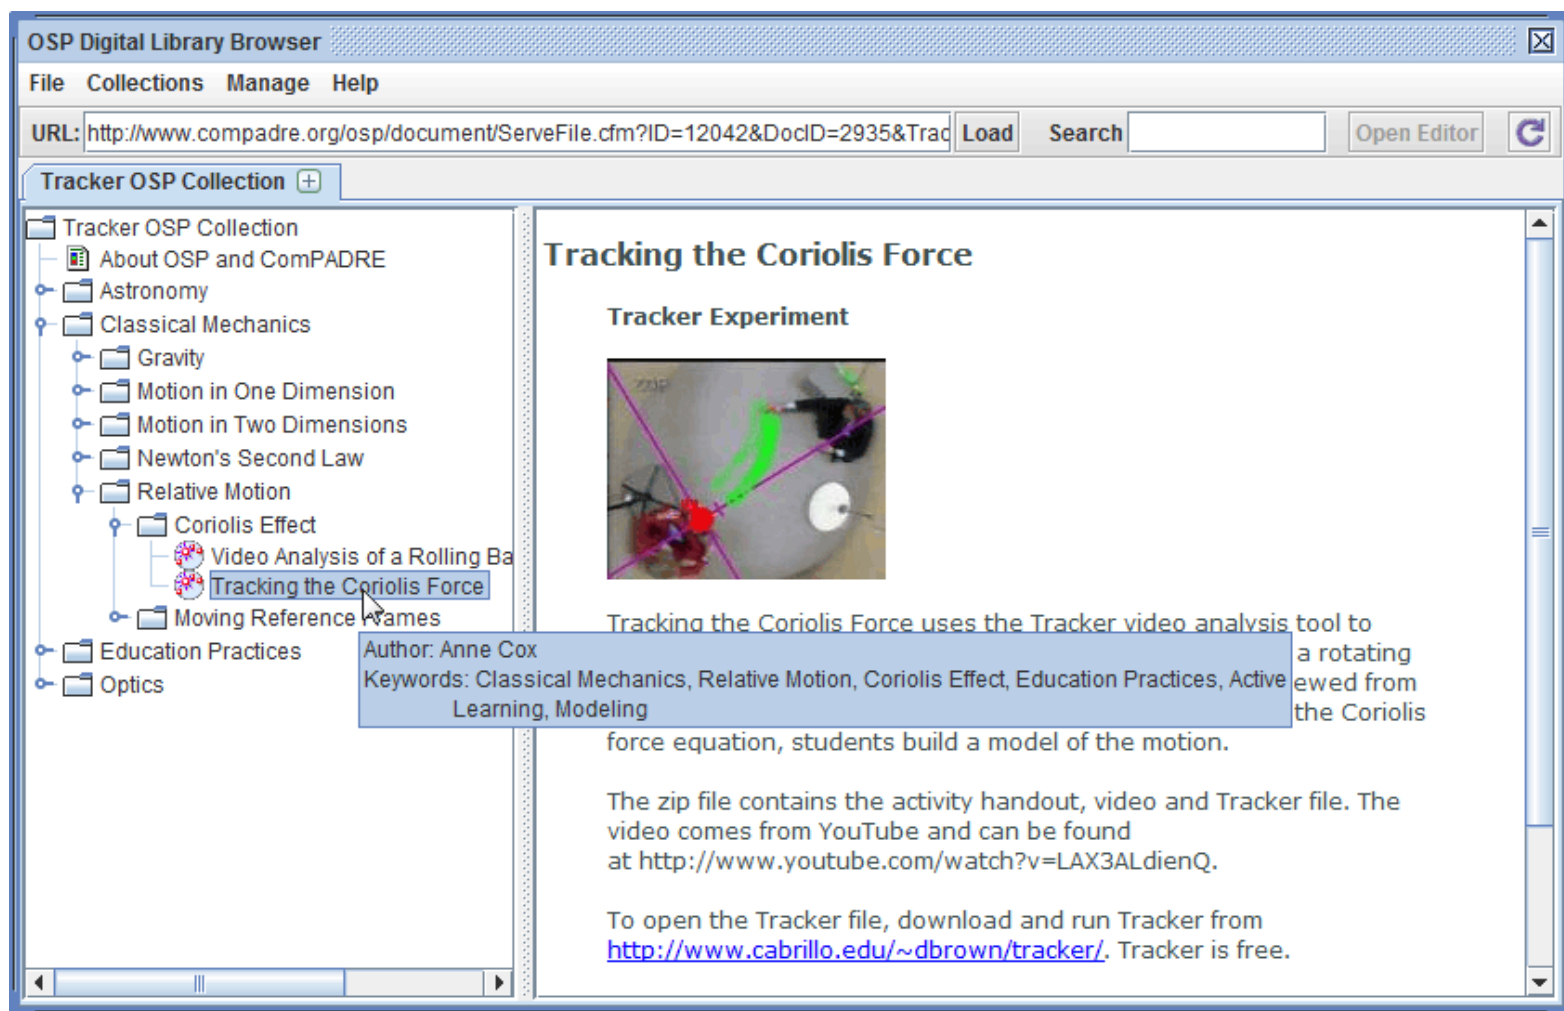 OSP Digital Library Browser
File Collections Manage Help
URL: http://www.compadre.org/osp/document/ServeFile.cfm?ID=12042&DocID=2935&Trac Load Search Open Editor
Tracker OSP Collection
Tracker OSP Collection
About OSP and ComPADRE
Astronomy
Classical Mechanics
Gravity
Motion in One Dimension
Motion in Two Dimensions
Newton's Second Law
Relative Motion
Coriolis Effect
Video Analysis of a Rolling Ba
Tracking the Coriolis Force
Moving Reference Frames
Education Practices
Optics
Author: Anne Cox
Keywords: Classical Mechanics, Relative Motion, Coriolis Effect, Education Practices, Active
Learning, Modeling
Tracking the Coriolis Force
Tracker Experiment
Tracking the Coriolis Force uses the Tracker video analysis tool to
a rotating
ewed from
the Coriolis
force equation, students build a model of the motion.
The zip file contains the activity handout, video and Tracker file. The
video comes from YouTube and can be found
at http://www.youtube.com/watch?v=LAX3ALdienQ.
To open the Tracker file, download and run Tracker from
http://www.cabrillo.edu/~dbrown/tracker/. Tracker is free.